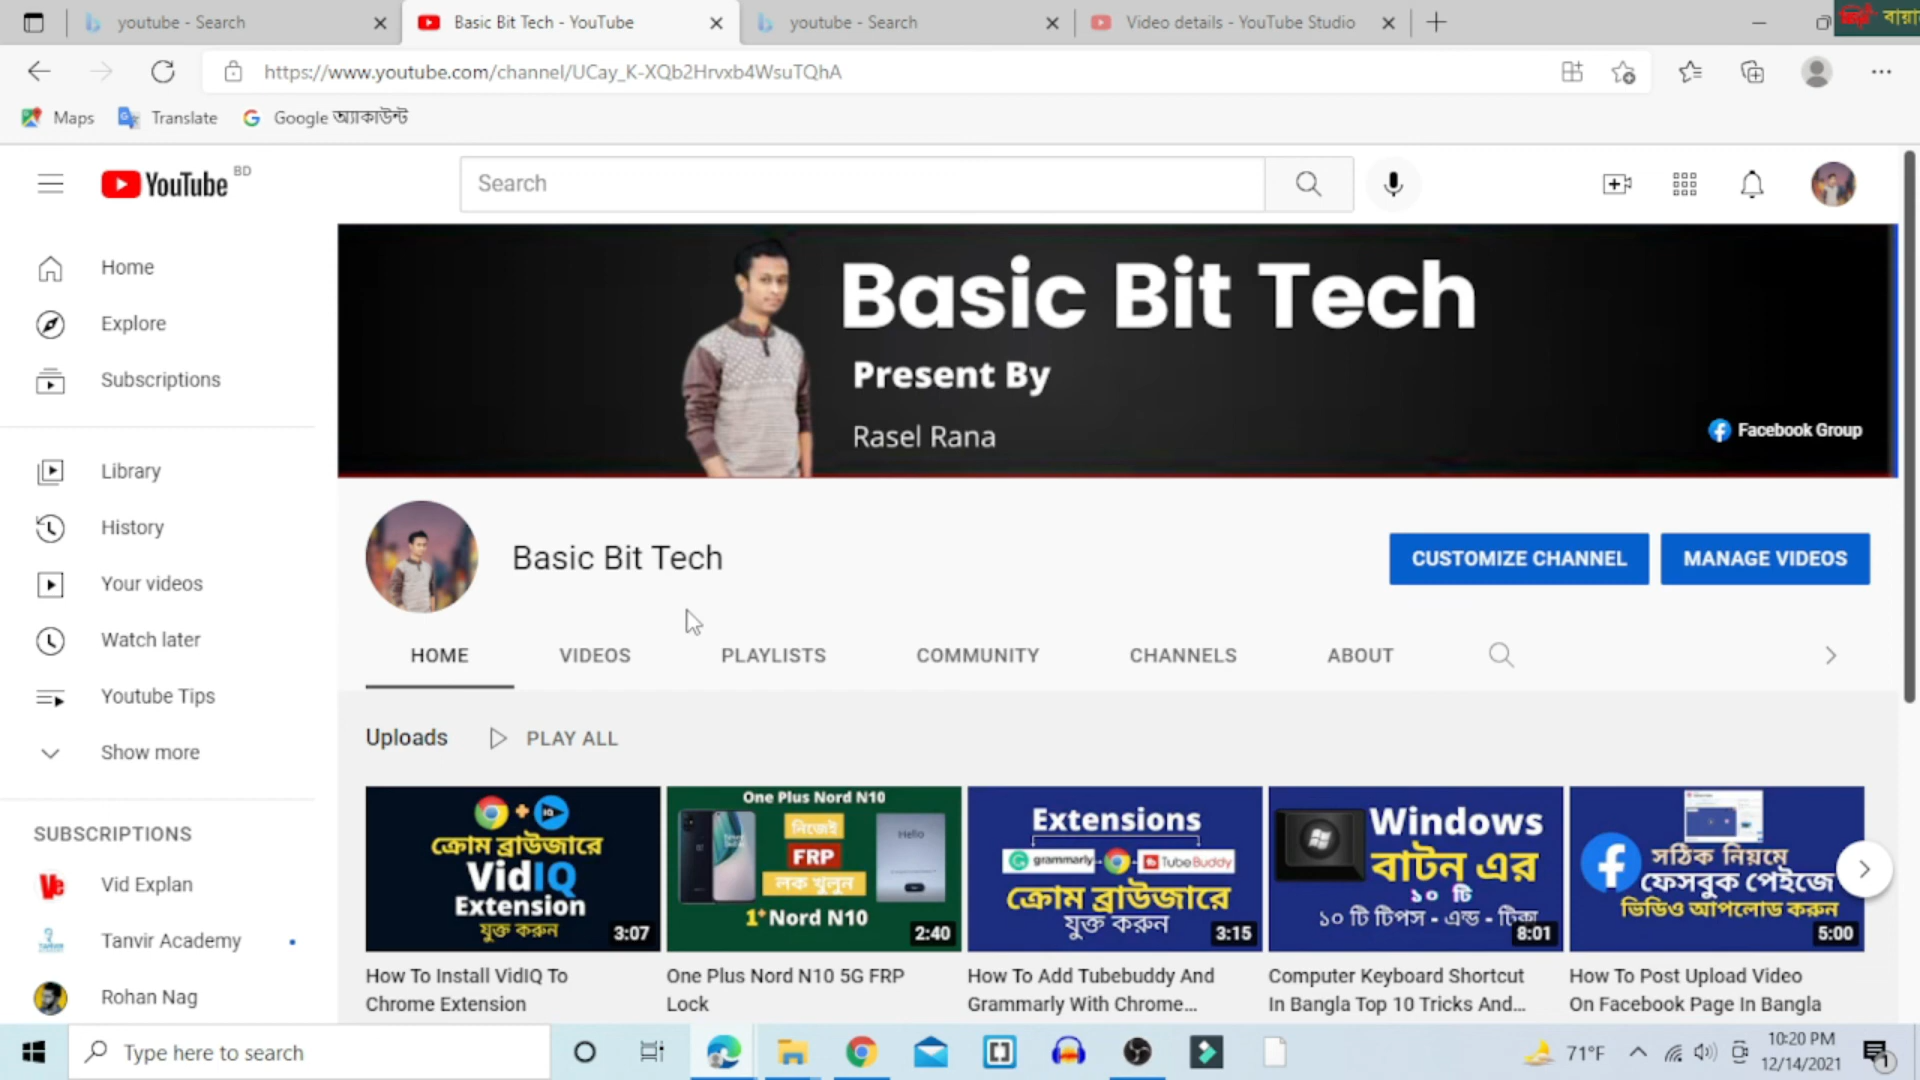 youtube - Search
Basic Bit Tech - YouTube
youtube - Search
Video details - YouTube Studio
https://www.youtube.com/channel/UCay_K-XQb2Hrvxb4WsuTQhA
Maps
Translate
Google অ্যাকাউন্ট
YouTube BD
Search
Home
Explore
Subscriptions
Library
History
Your videos
Watch later
Youtube Tips
Show more
SUBSCRIPTIONS
Vid Explan
Tanvir Academy
Rohan Nag
Basic Bit Tech
Present By
Rasel Rana
Facebook Group
Basic Bit Tech
CUSTOMIZE CHANNEL
MANAGE VIDEOS
HOME
VIDEOS
PLAYLISTS
COMMUNITY
CHANNELS
ABOUT
Uploads
PLAY ALL
ক্রোম ব্রাউজারে
VidIQ
Extension
যুক্ত করুন
3:07
How To Install VidIQ To
Chrome Extension
One Plus Nord N10
নিজেই
FRP
লক খুলুন
1+ Nord N10
Hello
2:40
One Plus Nord N10 5G FRP
Lock
Extensions
grammarly
TubeBuddy
ক্রোম ব্রাউজারে
যুক্ত করুন
3:15
How To Add Tubebuddy And
Grammarly With Chrome...
Windows
বাটন এর
১০ টি
১০ টি টিপস - এন্ড -
8:01
Computer Keyboard Shortcut
In Bangla Top 10 Tricks And...
সঠিক নিয়মে
ফেসবুক পেইজে
ভিডিও আপলোড করুন
5:00
How To Post Upload Video
On Facebook Page In Bangla
Type here to search
71°F
10:20 PM
12/14/2021
1